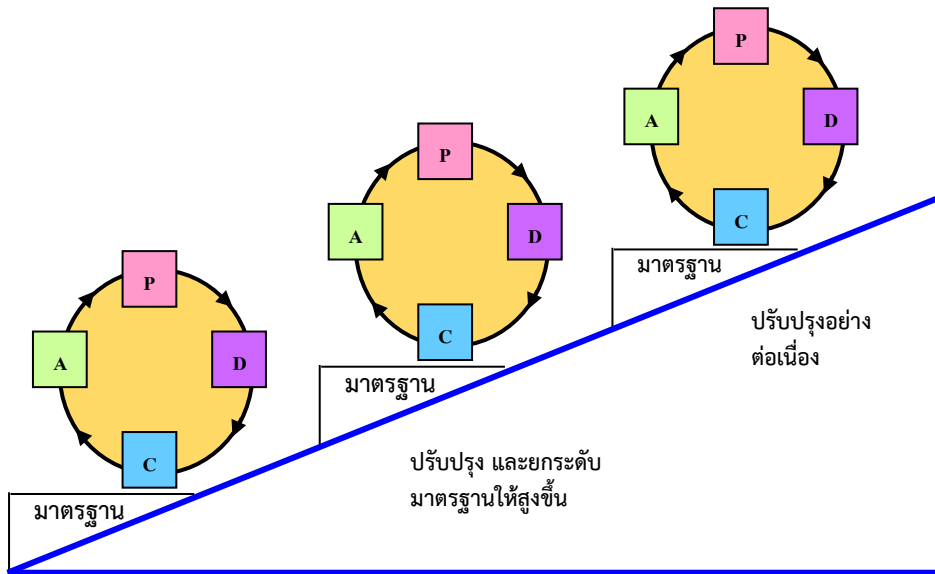 P
A
D
C
มาตรฐาน
P
A
D
C
มาตรฐาน
P
A
D
C
มาตรฐาน
ปรับปรุง และยกระดับ
มาตรฐานให้สูงขึ้น
ปรับปรุงอย่าง
ต่อเนื่อง